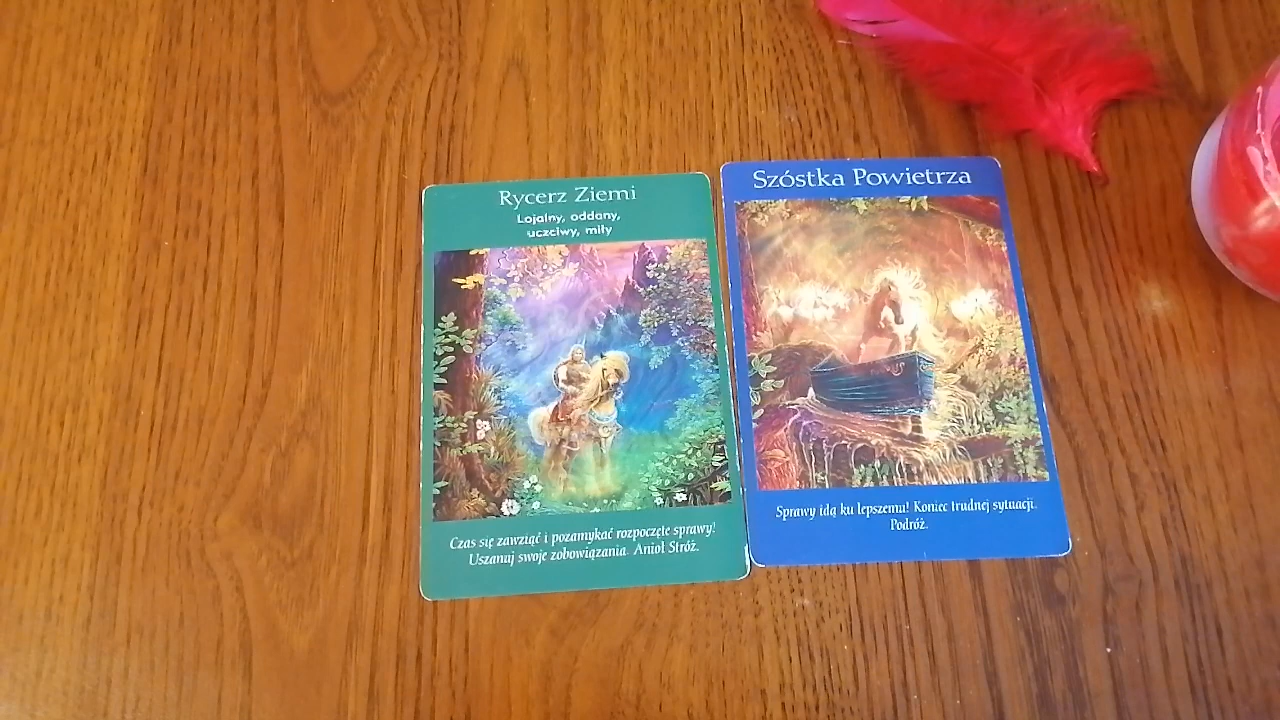 Rycerz Ziemi
Lojalny, oddany,
uczciwy, miły
Czas się zawziąć i pozamykać rozpoczęte sprawy!
Uszanuj swoje zobowiązania. Anioł Stróż.
Szóstka Powietrza
Sprawy idą ku lepszemu! Koniec trudnej sytuacji.
Podróż.